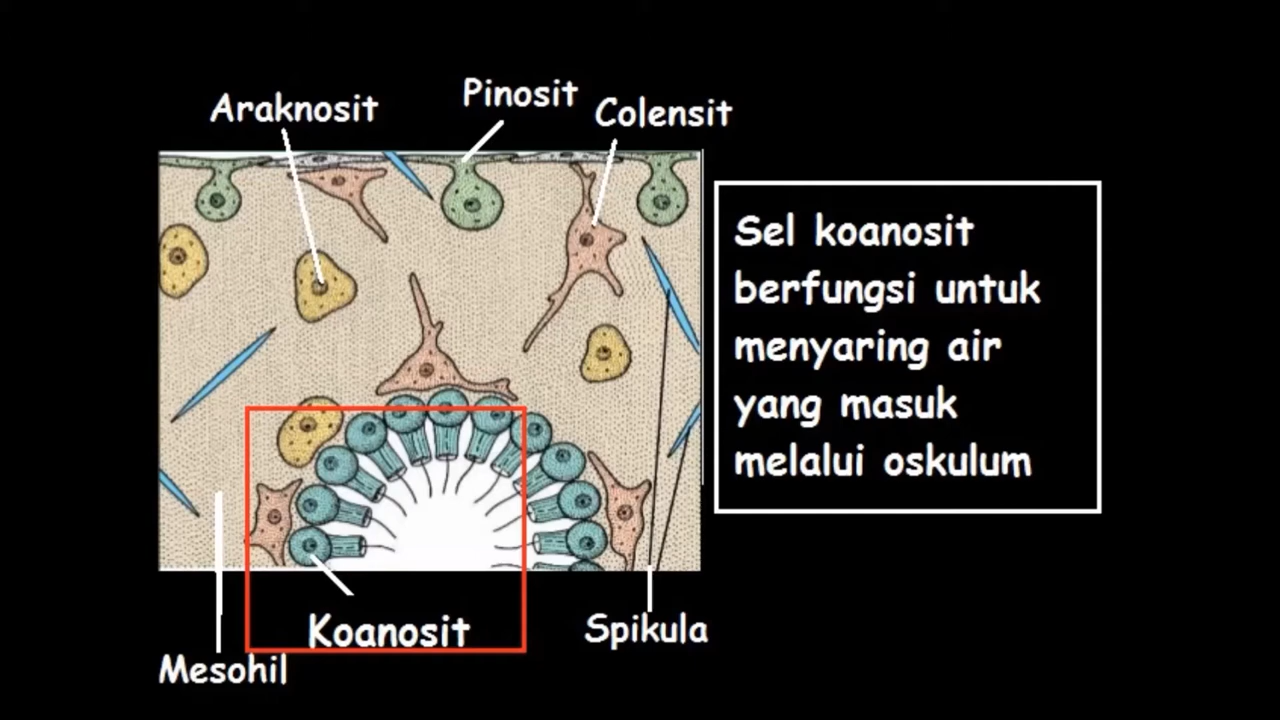 Araknosit
Pinosit
Colensit
Sel koanosit
berfungsi untuk
menyaring air
yang masuk
melalui oskulum
Koanosit
Spikula
Mesohil